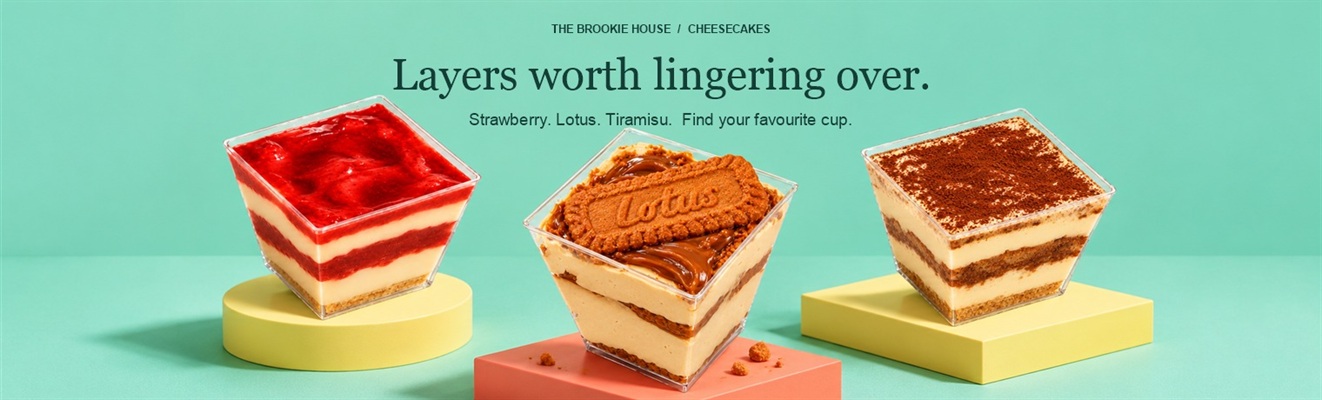 THE BROOKIE HOUSE / CHEESECAKES
Layers worth lingering over.
Strawberry. Lotus. Tiramisu. Find your favourite cup.
Lotus